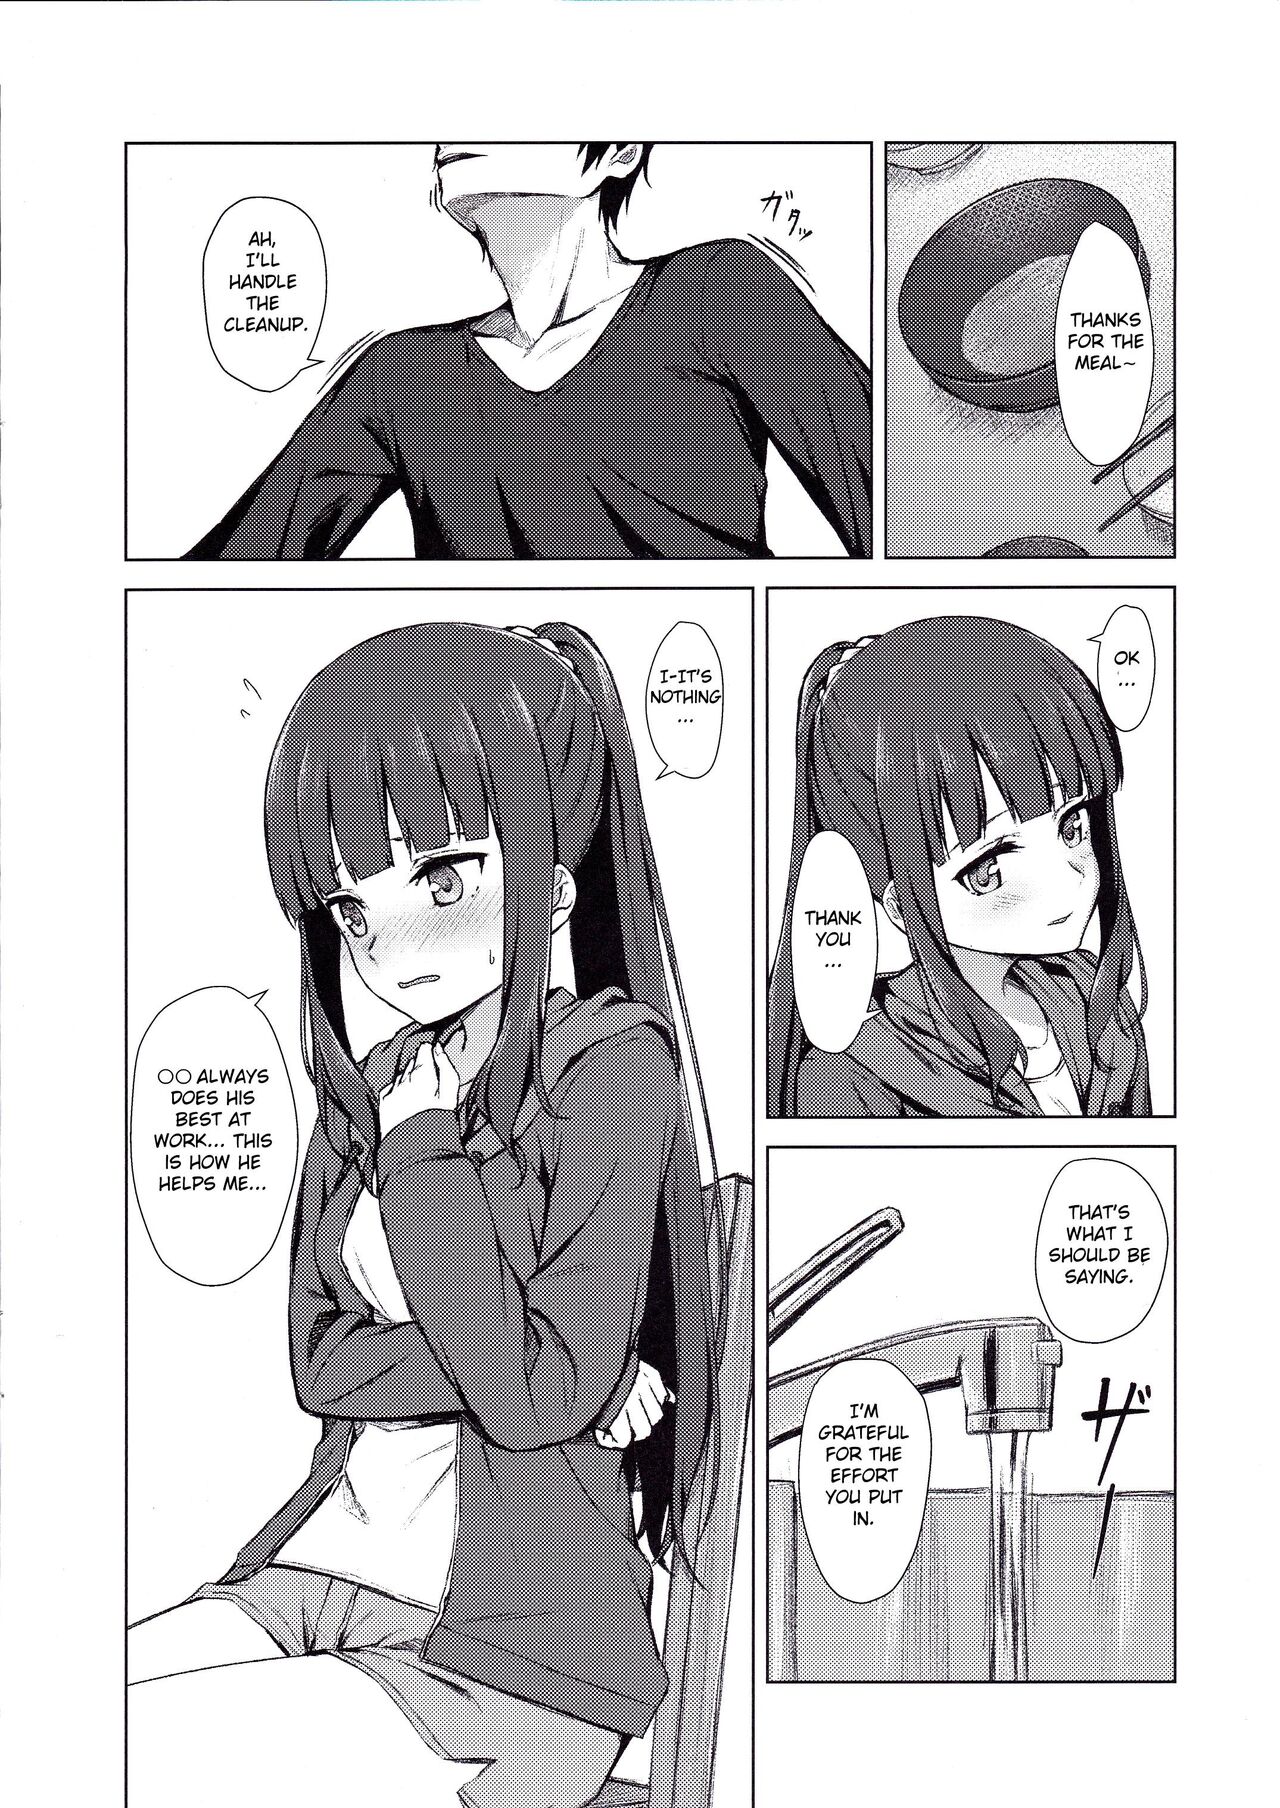 THANKS
FOR THE
MEAL~
ガタッ
AH,
I'LL
HANDLE
THE
CLEANUP.
OK
...
THANK
YOU
...
THAT'S
WHAT I
SHOULD BE
SAYING.
I'M
GRATEFUL
FOR THE
EFFORT
YOU PUT
IN.
ザー
I-IT'S
NOTHING
...
○○ ALWAYS
DOES HIS
BEST AT
WORK... THIS
IS HOW HE
HELPS ME...